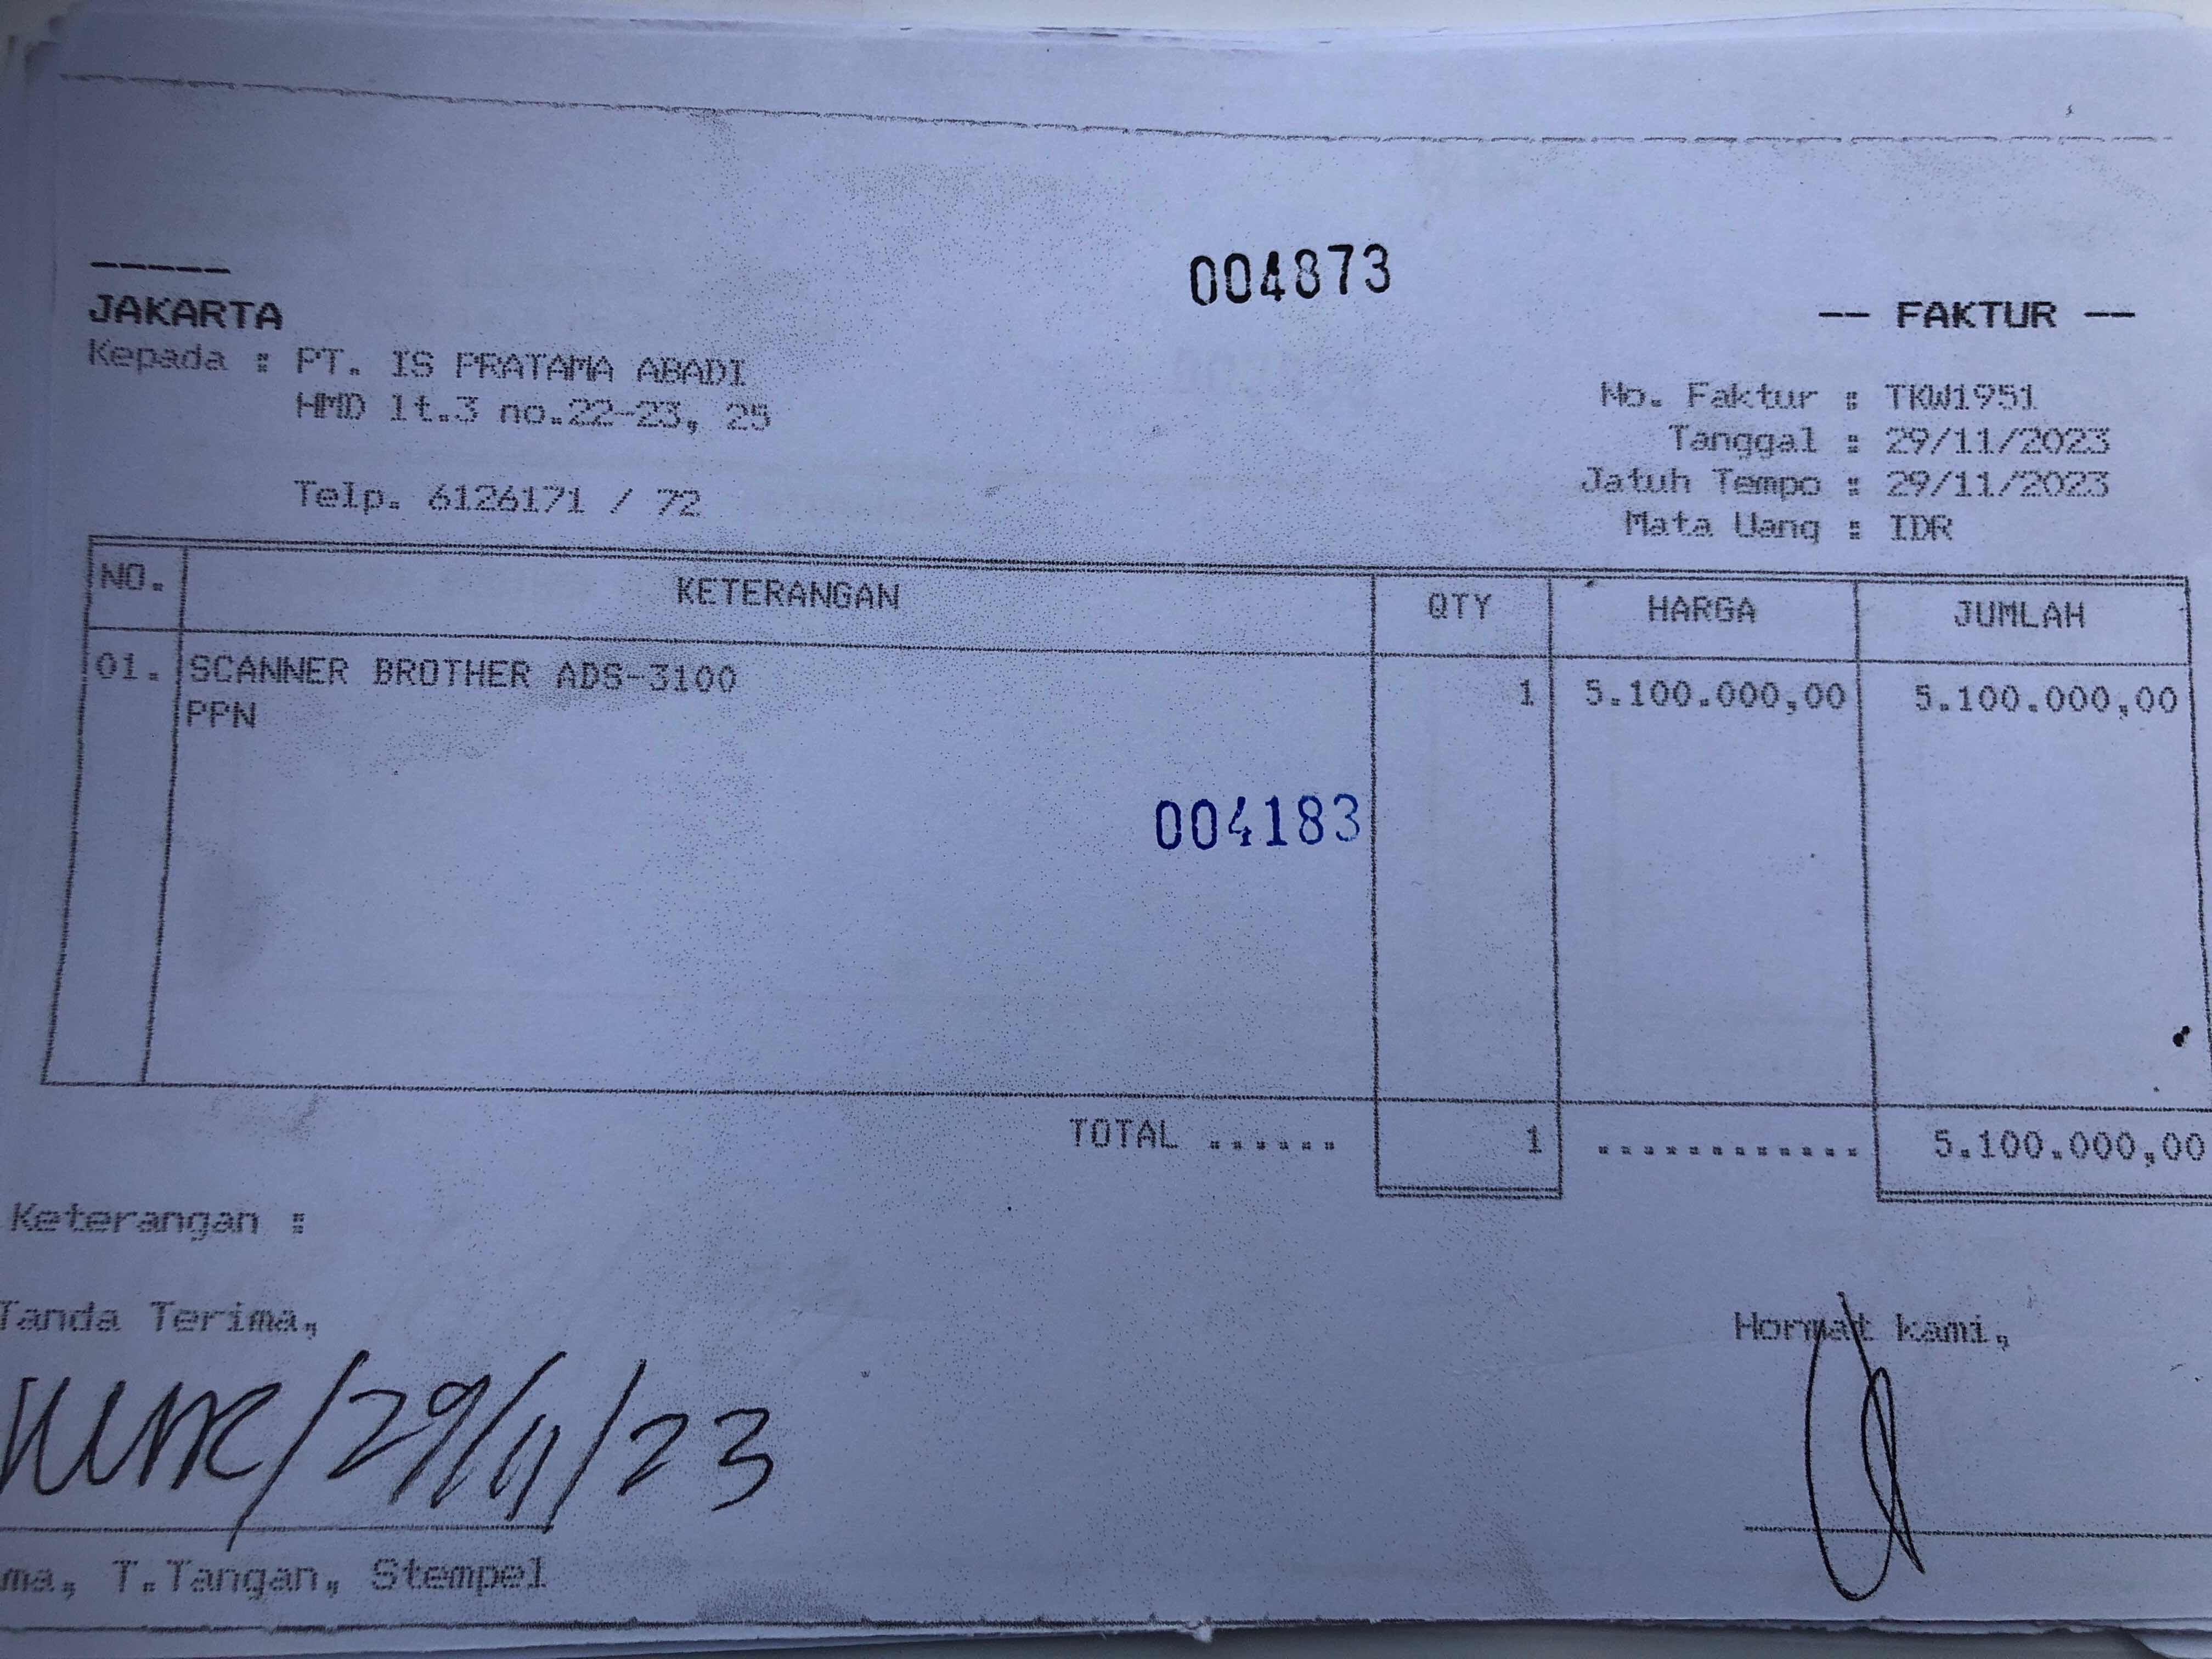 -----
JAKARTA
004873
-- FAKTUR --
Kepada : PT. IS PRATAMA ABADI
HMD lt.3 no.22-23, 25
Telp. 6126171 / 72
No. Faktur : TKW1951
Tanggal : 29/11/2023
Jatuh Tempo : 29/11/2023
Mata Uang : IDR
NO. KETERANGAN QTY HARGA JUMLAH
01. SCANNER BROTHER ADS-3100 1 5.100.000,00 5.100.000,00
PPN
004183
TOTAL ...... 1 ............ 5.100.000,00
Keterangan :
Tanda Terima, Hormat kami,
/29/11/23
ma, T.Tangan, Stempel